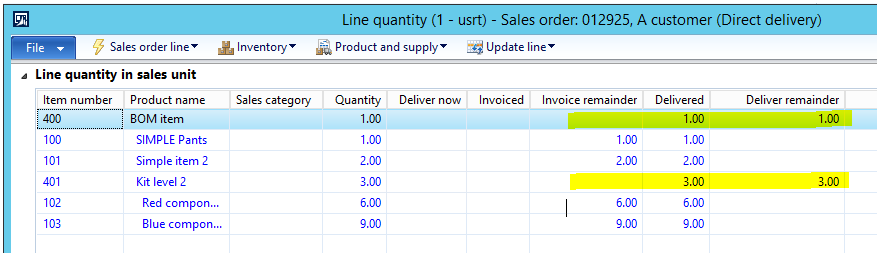 Line quantity (1 - usrt) - Sales order: 012925, A customer (Direct delivery)
File Sales order line Inventory Product and supply Update line
Line quantity in sales unit
Item number Product name Sales category Quantity Deliver now Invoiced Invoice remainder Delivered Deliver remainder
400 BOM item 1.00 1.00 1.00
100 SIMPLE Pants 1.00 1.00 1.00
101 Simple item 2 2.00 2.00 2.00
401 Kit level 2 3.00 3.00 3.00
102 Red compon... 6.00 6.00 6.00
103 Blue compon... 9.00 9.00 9.00